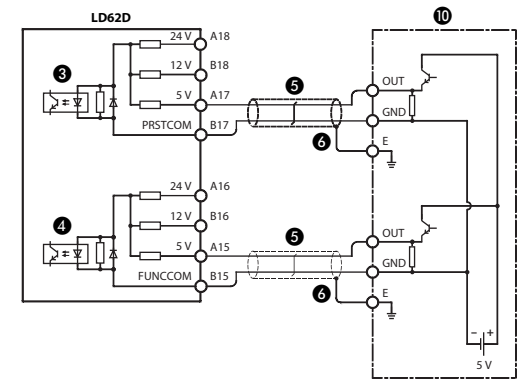 LD62D
❿
24 V A18
❸
12 V B18
5 V A17
❺
OUT
PRSTCOM B17
GND
❻
E
24 V A16
❹
12 V B16
5 V A15
❺
OUT
FUNCCOM B15
GND
❻
E
− +
5 V